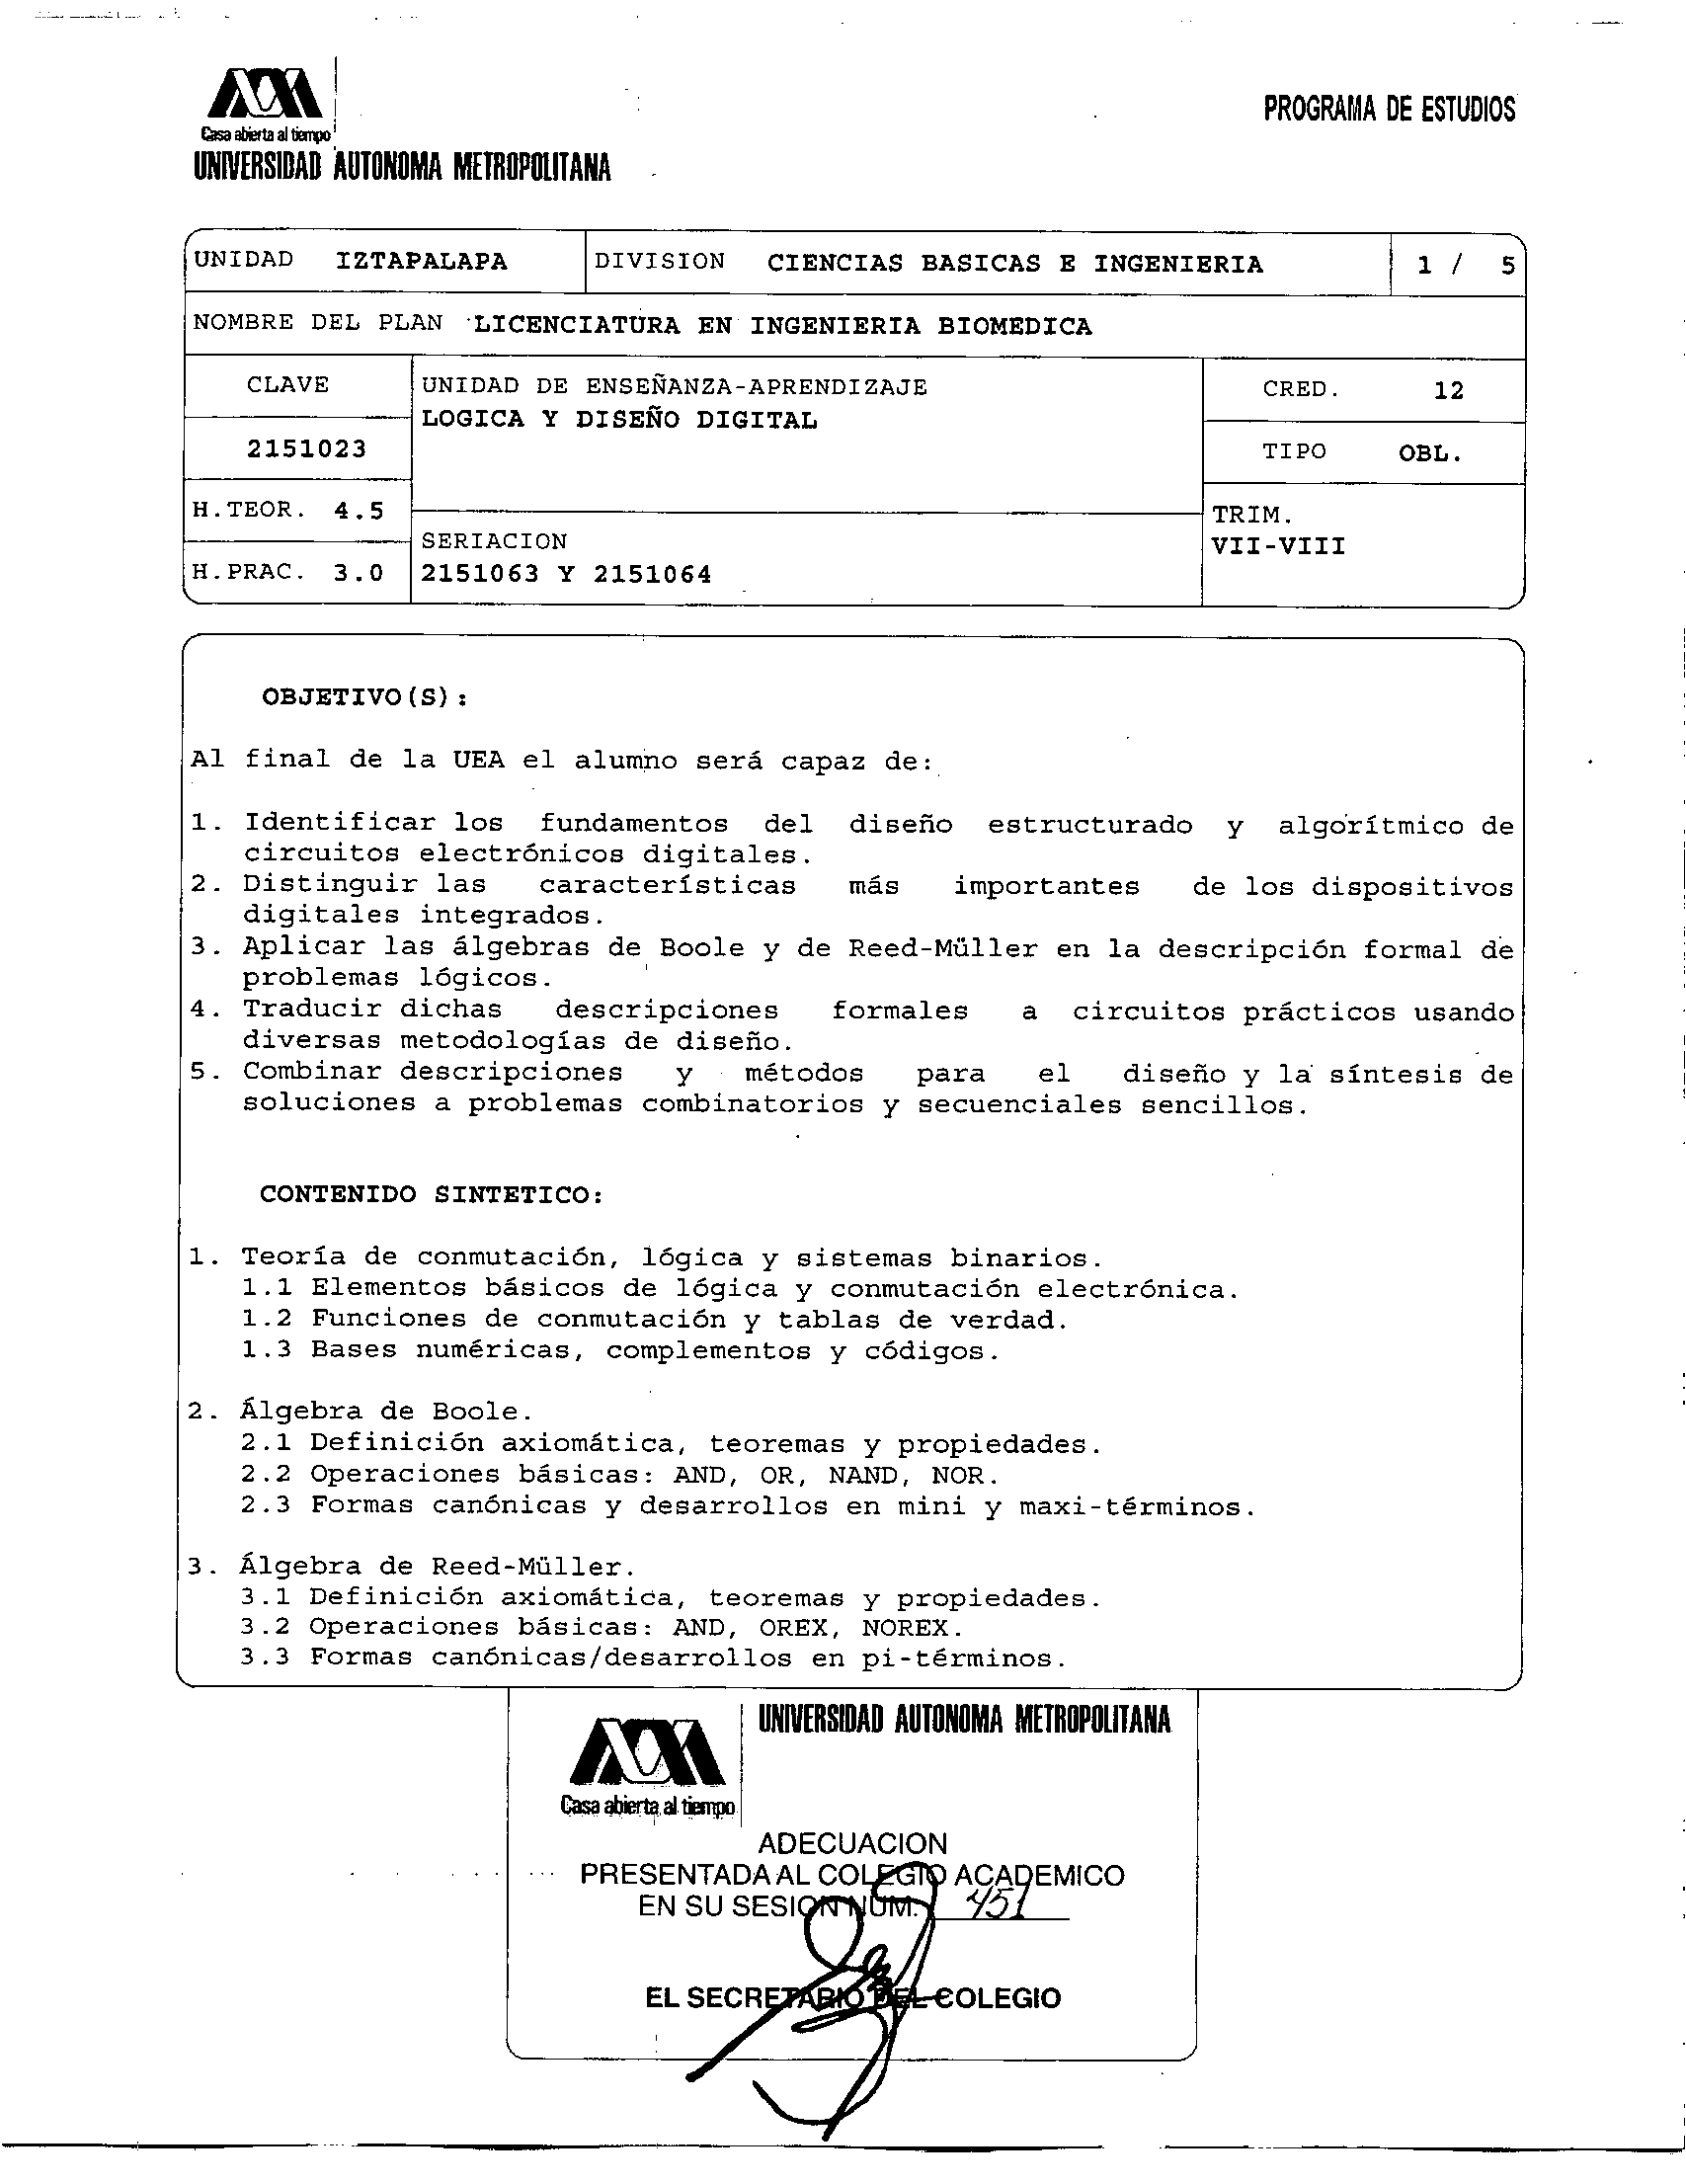 Casa abierta al tiempo
UNIVERSIDAD AUTONOMA METROPOLITANA
PROGRAMA DE ESTUDIOS
UNIDAD IZTAPALAPA DIVISION CIENCIAS BASICAS E INGENIERIA 1 / 5
NOMBRE DEL PLAN LICENCIATURA EN INGENIERIA BIOMEDICA
CLAVE UNIDAD DE ENSEÑANZA-APRENDIZAJE CRED. 12
LOGICA Y DISEÑO DIGITAL
2151023 TIPO OBL.
H.TEOR. 4.5
TRIM.
SERIACION VII-VIII
H.PRAC. 3.0 2151063 Y 2151064
OBJETIVO(S):
Al final de la UEA el alumno será capaz de:
1. Identificar los fundamentos del diseño estructurado y algorítmico de
circuitos electrónicos digitales.
2. Distinguir las características más importantes de los dispositivos
digitales integrados.
3. Aplicar las álgebras de Boole y de Reed-Müller en la descripción formal de
problemas lógicos.
4. Traducir dichas descripciones formales a circuitos prácticos usando
diversas metodologías de diseño.
5. Combinar descripciones y métodos para el diseño y la síntesis de
soluciones a problemas combinatorios y secuenciales sencillos.
CONTENIDO SINTETICO:
1. Teoría de conmutación, lógica y sistemas binarios.
1.1 Elementos básicos de lógica y conmutación electrónica.
1.2 Funciones de conmutación y tablas de verdad.
1.3 Bases numéricas, complementos y códigos.
2. Álgebra de Boole.
2.1 Definición axiomática, teoremas y propiedades.
2.2 Operaciones básicas: AND, OR, NAND, NOR.
2.3 Formas canónicas y desarrollos en mini y maxi-términos.
3. Álgebra de Reed-Müller.
3.1 Definición axiomática, teoremas y propiedades.
3.2 Operaciones básicas: AND, OREX, NOREX.
3.3 Formas canónicas/desarrollos en pi-términos.
UNIVERSIDAD AUTONOMA METROPOLITANA
Casa abierta al tiempo
ADECUACION
PRESENTADA AL COLEGIO ACADEMICO
EN SU SESION NUM. 451
EL SECRETARIO DEL COLEGIO